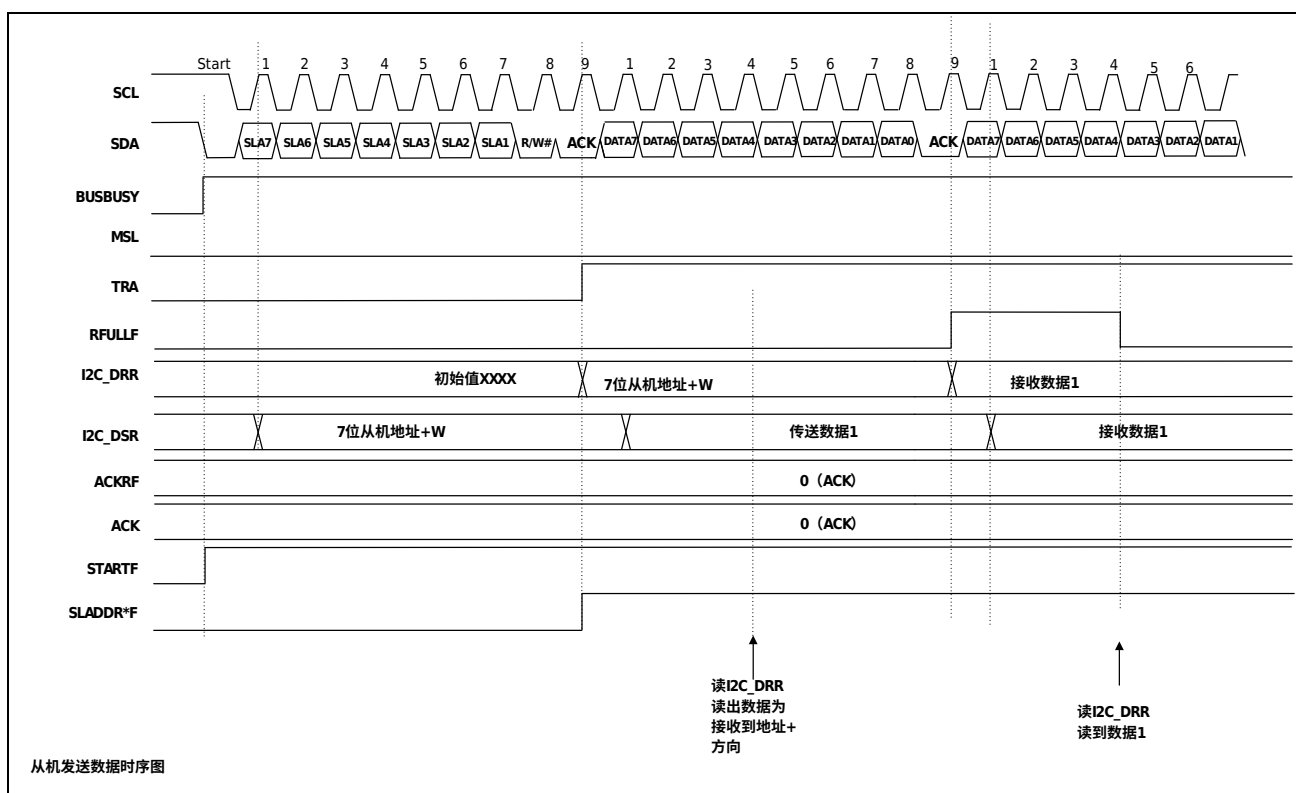 Start 1 2 3 4 5 6 7 8 9 1 2 3 4 5 6 7 8 9 1 2 3 4 5 6
SCL
SDA SLA7 SLA6 SLA5 SLA4 SLA3 SLA2 SLA1 R/W# ACK DATA7 DATA6 DATA5 DATA4 DATA3 DATA2 DATA1 DATA0 ACK DATA7 DATA6 DATA5 DATA4 DATA3 DATA2 DATA1
BUSBUSY
MSL
TRA
RFULLF
I2C_DRR 初始值XXXX 7位从机地址+W 接收数据1
I2C_DSR 7位从机地址+W 传送数据1 接收数据1
ACKRF 0（ACK）
ACK 0（ACK）
STARTF
SLADDR*F
读I2C_DRR
读出数据为
接收到地址+
方向
读I2C_DRR
读到数据1
从机发送数据时序图